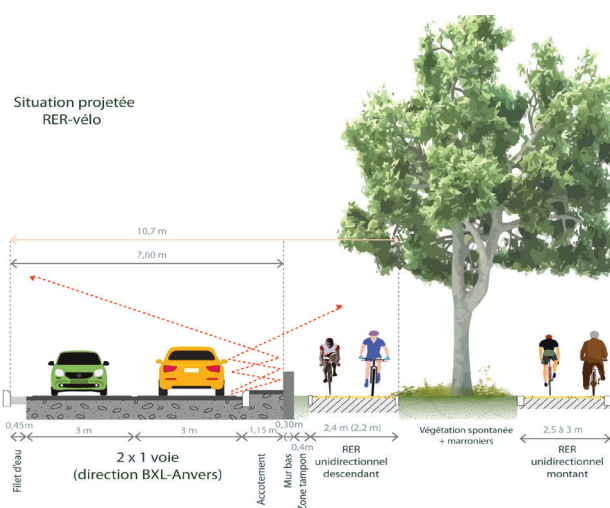 Situation projetée
RER-vélo
10,7 m
7,60 m
0,45m
3 m
3 m
1,15 m
0,30m
0,4m
2,4 m (2,2 m)
2,5 à 3 m
Filet d'eau
2 x 1 voie
(direction BXL-Anvers)
Accotement
Mur bas
Zone tampon
RER
unidirectionnel
descendant
Végétation spontanée
+ marroniers
RER
unidirectionnel
montant